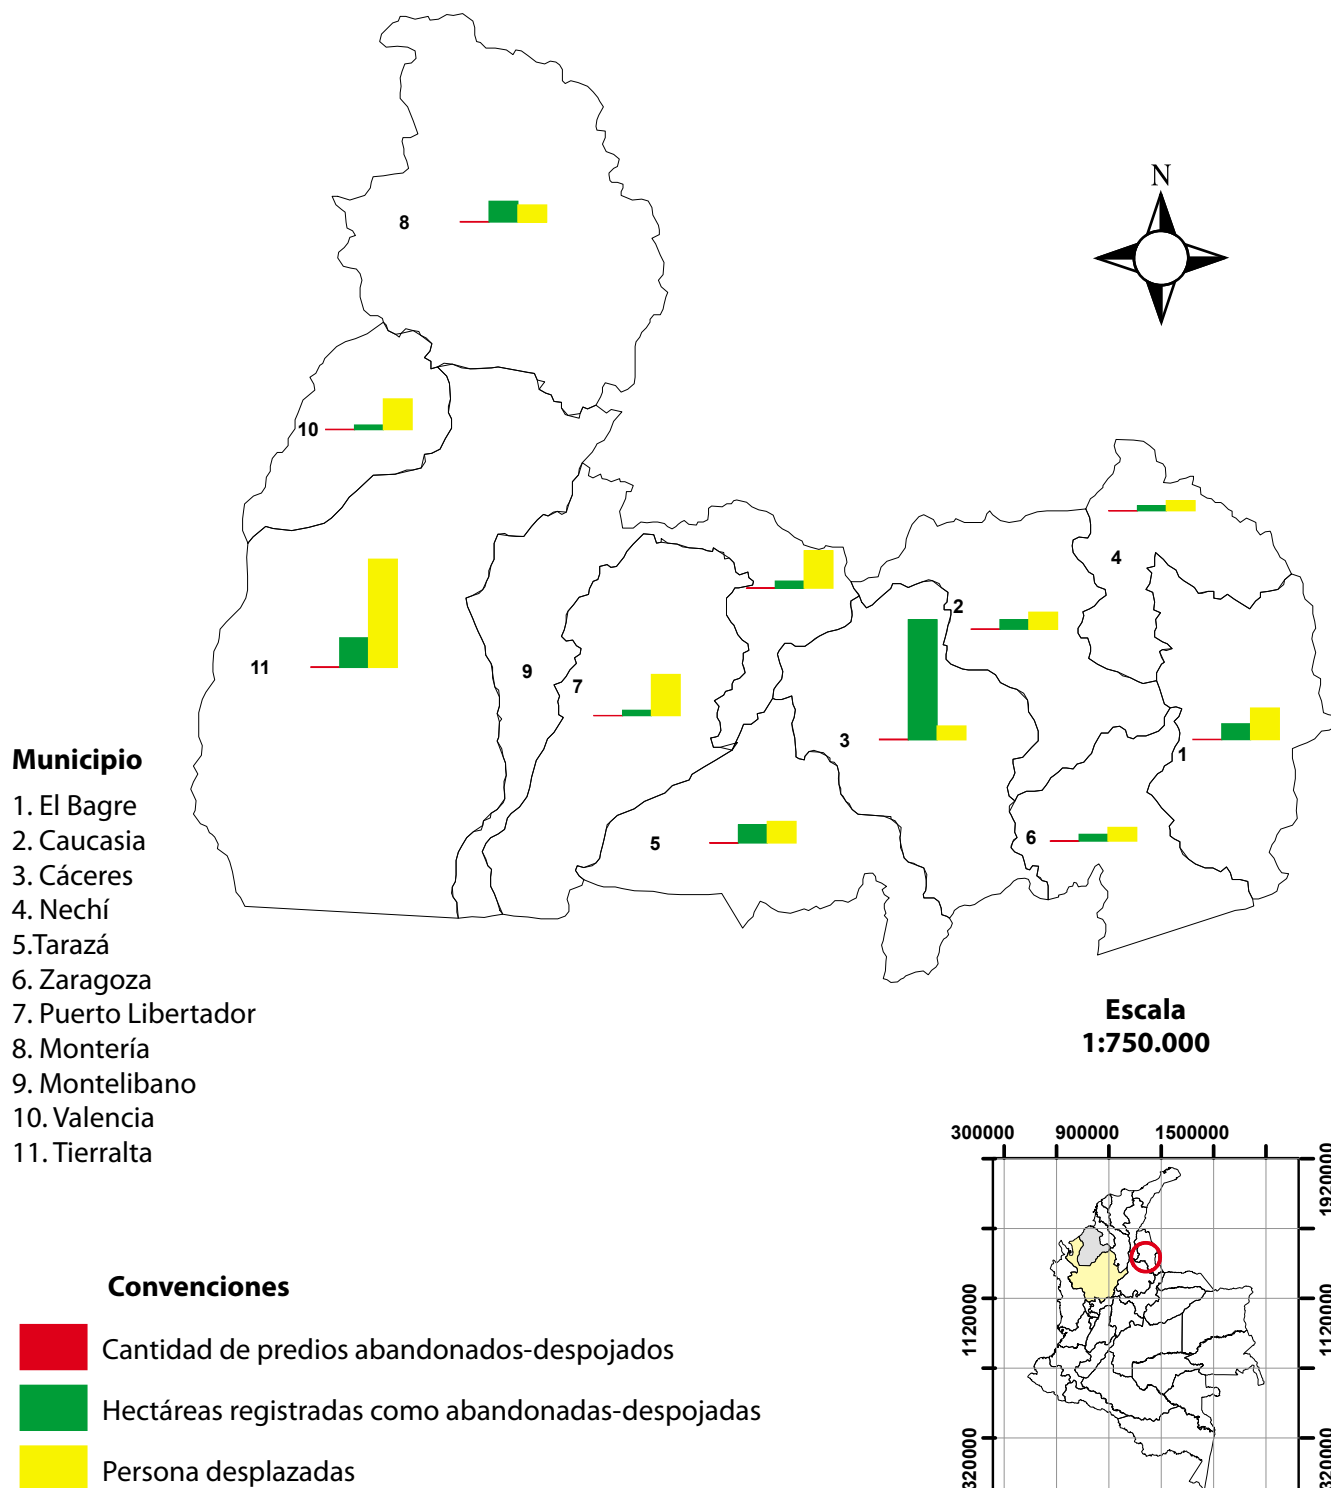 N
8
10
4
2
11
9
7
3
1
5
6
Municipio
1. El Bagre
2. Caucasia
3. Cáceres
4. Nechí
5.Tarazá
6. Zaragoza
7. Puerto Libertador
8. Montería
9. Montelibano
10. Valencia
11. Tierralta
Escala
1:750.000
300000 900000 1500000
1920000
1120000 1120000
320000 320000
Convenciones
Cantidad de predios abandonados-despojados
Hectáreas registradas como abandonadas-despojadas
Persona desplazadas